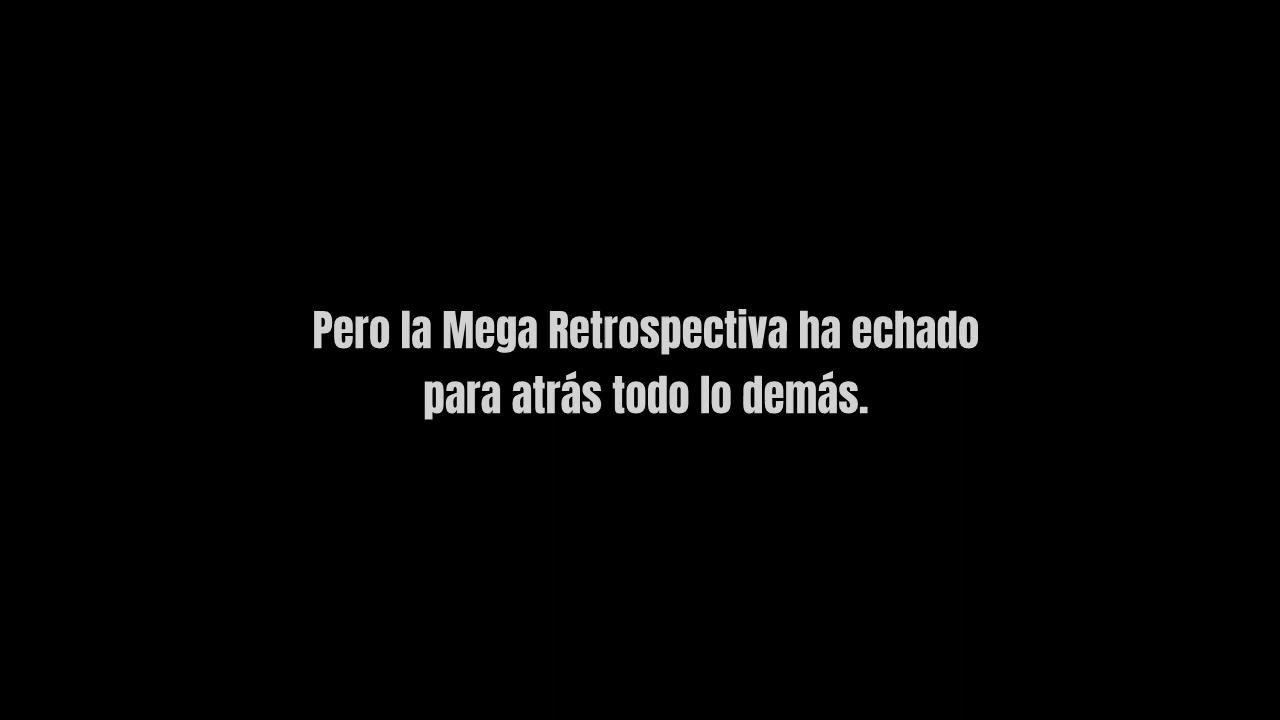 Pero la Mega Retrospectiva ha echado
para atrás todo lo demás.